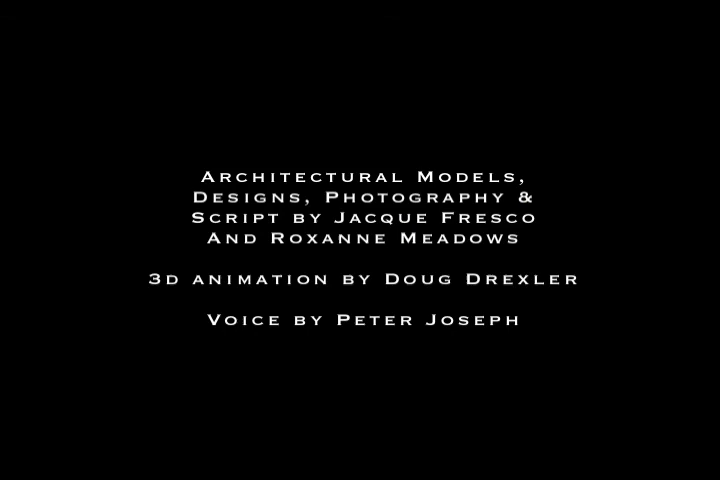 Architectural Models,
Designs, Photography &
Script by Jacque Fresco
And Roxanne Meadows
3d animation by Doug Drexler
Voice by Peter Joseph